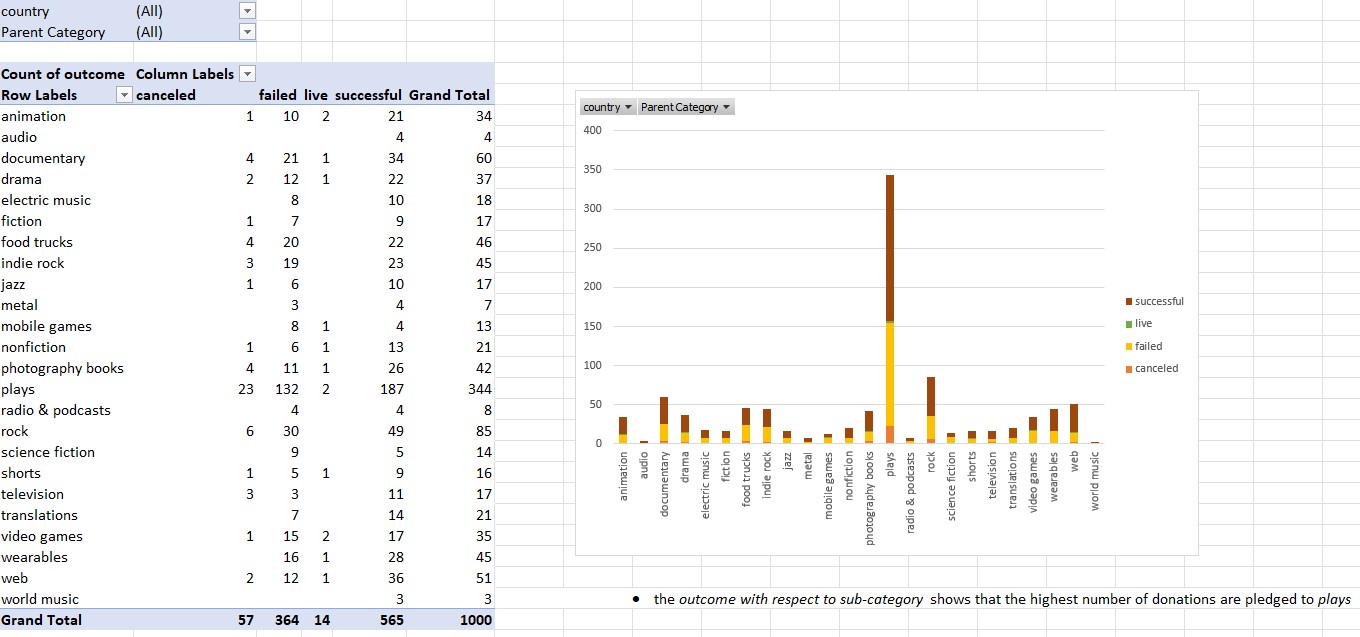 country (All)
Parent Category (All)
Count of outcome Column Labels
Row Labels canceled failed live successful Grand Total
animation 1 10 2 21 34
audio 4 4
documentary 4 21 1 34 60
drama 2 12 1 22 37
electric music 8 10 18
fiction 1 7 9 17
food trucks 4 20 22 46
indie rock 3 19 23 45
jazz 1 6 10 17
metal 3 4 7
mobile games 8 1 4 13
nonfiction 1 6 1 13 21
photography books 4 11 1 26 42
plays 23 132 2 187 344
radio & podcasts 4 4 8
rock 6 30 49 85
science fiction 9 5 14
shorts 1 5 1 9 16
television 3 3 11 17
translations 7 14 21
video games 1 15 2 17 35
wearables 16 1 28 45
web 2 12 1 36 51
world music 3 3
Grand Total 57 364 14 565 1000
country Parent Category
400
350
300
250
200
150
100
50
0
animation
audio
documentary
drama
electric music
fiction
food trucks
indie rock
jazz
metal
mobile games
nonfiction
photography books
plays
radio & podcasts
rock
science fiction
shorts
television
translations
video games
wearables
web
world music
successful
live
failed
canceled
• the outcome with respect to sub-category shows that the highest number of donations are pledged to plays